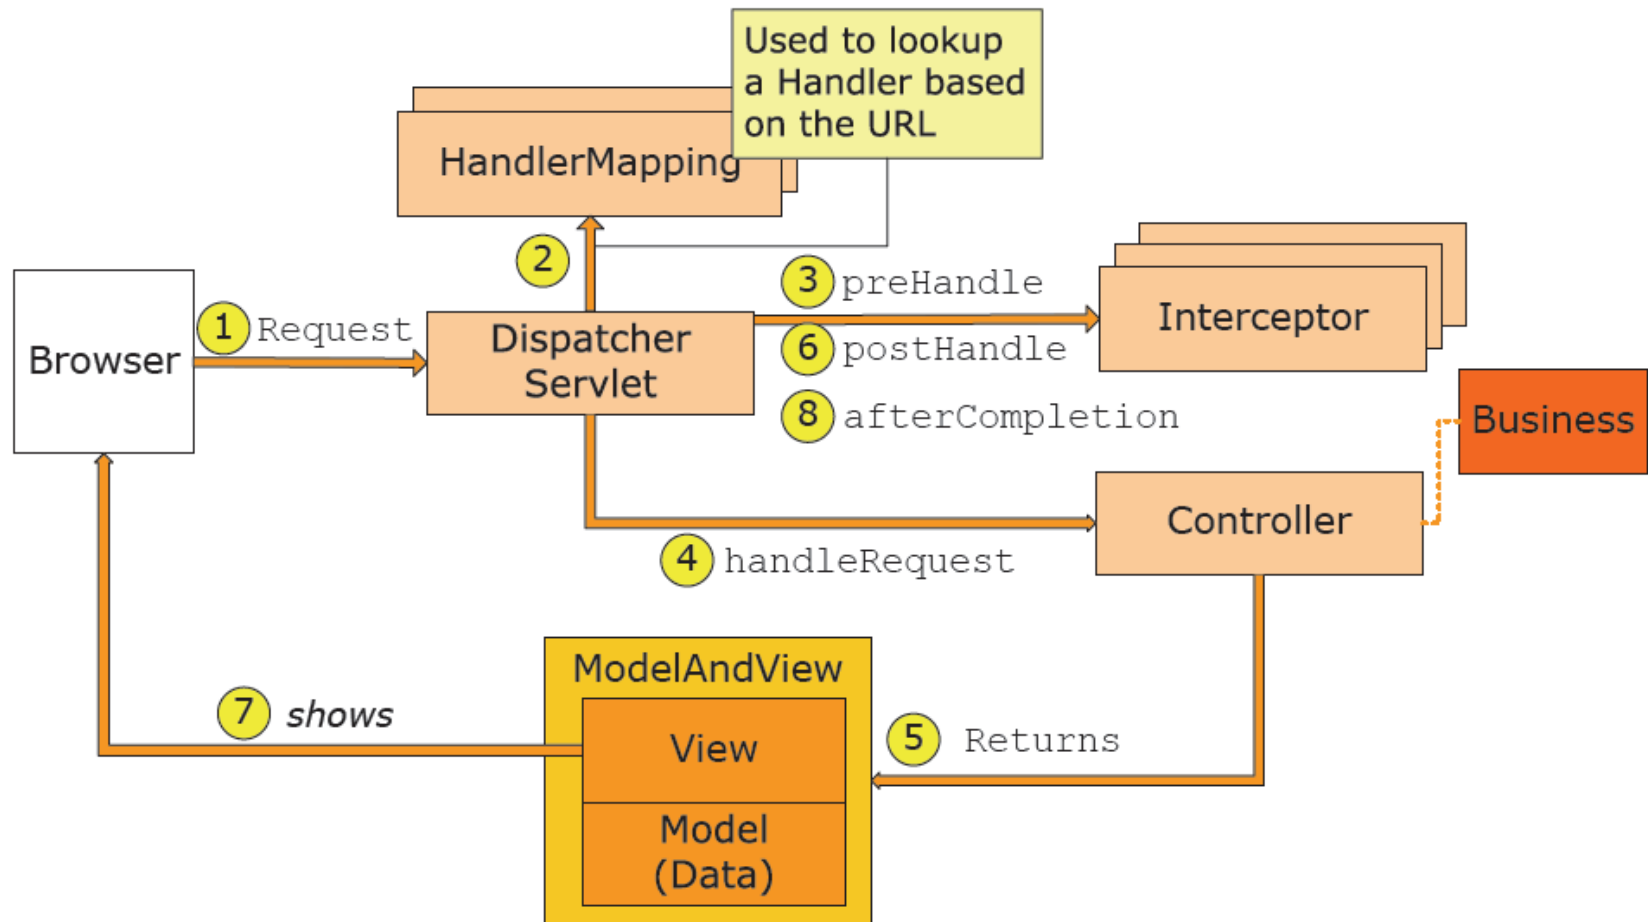 Used to lookup
a Handler based
on the URL
HandlerMapping
2
3 preHandle
1 Request
Interceptor
Browser
Dispatcher
Servlet
6 postHandle
8 afterCompletion
Business
Controller
4 handleRequest
ModelAndView
7 shows
View
5 Returns
Model
(Data)